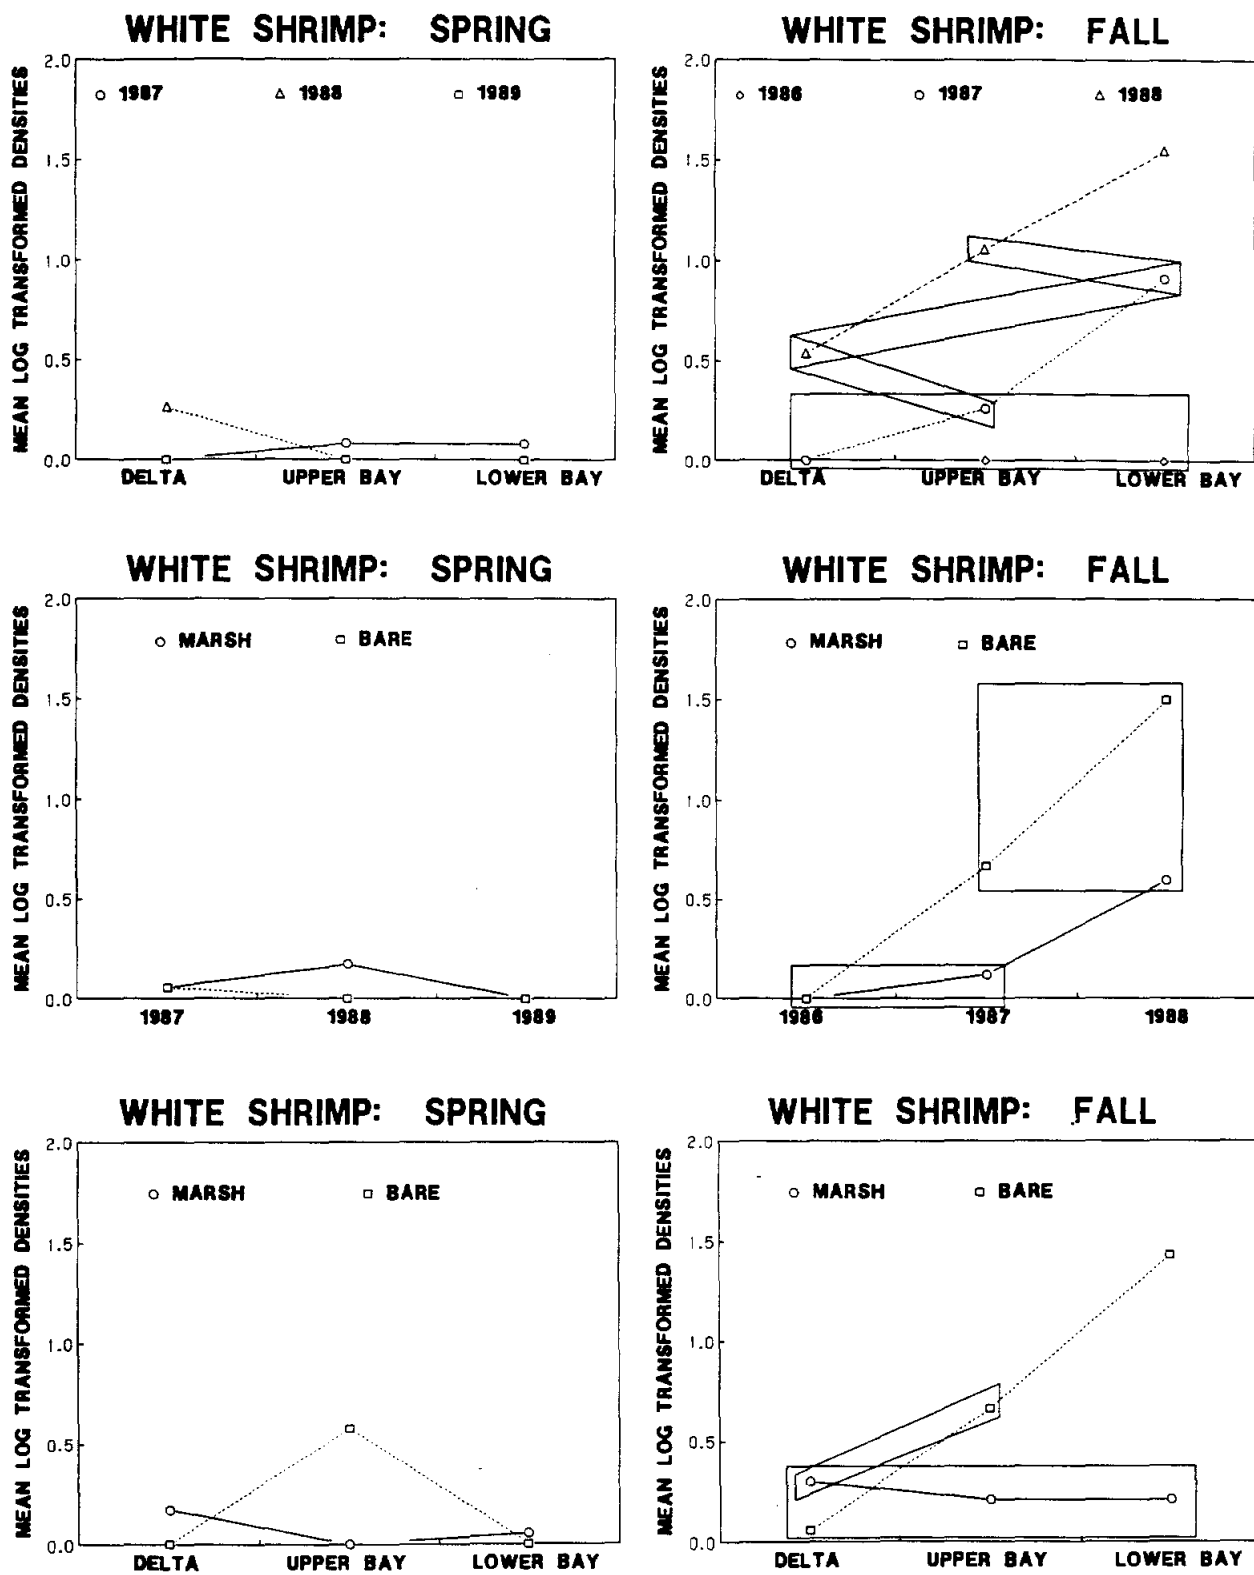 WHITE SHRIMP: SPRING
MEAN LOG TRANSFORMED DENSITIES
2.0
1.5
1.0
0.5
0.0
1987 1988 1989
DELTA UPPER BAY LOWER BAY
WHITE SHRIMP: FALL
MEAN LOG TRANSFORMED DENSITIES
2.0
1.5
1.0
0.5
0.0
1986 1987 1988
DELTA UPPER BAY LOWER BAY
WHITE SHRIMP: SPRING
MEAN LOG TRANSFORMED DENSITIES
2.0
1.5
1.0
0.5
0.0
MARSH BARE
1987 1988 1989
WHITE SHRIMP: FALL
MEAN LOG TRANSFORMED DENSITIES
2.0
1.5
1.0
0.5
0.0
MARSH BARE
1986 1987 1988
WHITE SHRIMP: SPRING
MEAN LOG TRANSFORMED DENSITIES
2.0
1.5
1.0
0.5
0.0
MARSH BARE
DELTA UPPER BAY LOWER BAY
WHITE SHRIMP: FALL
MEAN LOG TRANSFORMED DENSITIES
2.0
1.5
1.0
0.5
0.0
MARSH BARE
DELTA UPPER BAY LOWER BAY